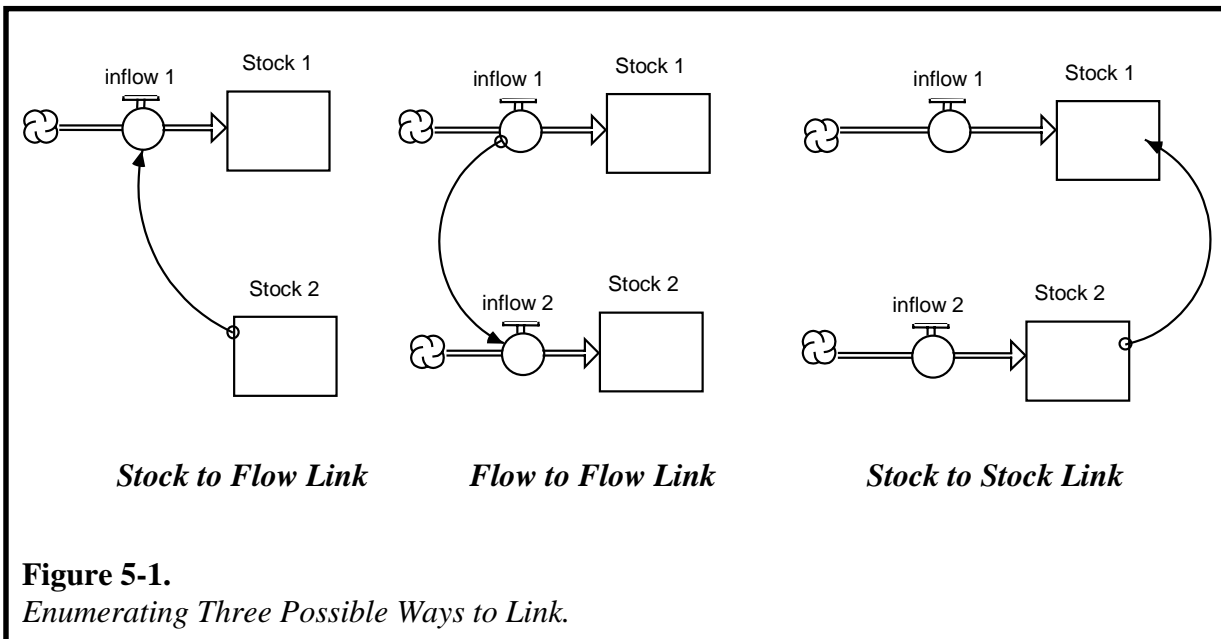 inflow 1
Stock 1
Stock 2
Stock to Flow Link
inflow 1
Stock 1
inflow 2
Stock 2
Flow to Flow Link
inflow 1
Stock 1
inflow 2
Stock 2
Stock to Stock Link
Figure 5-1.
Enumerating Three Possible Ways to Link.